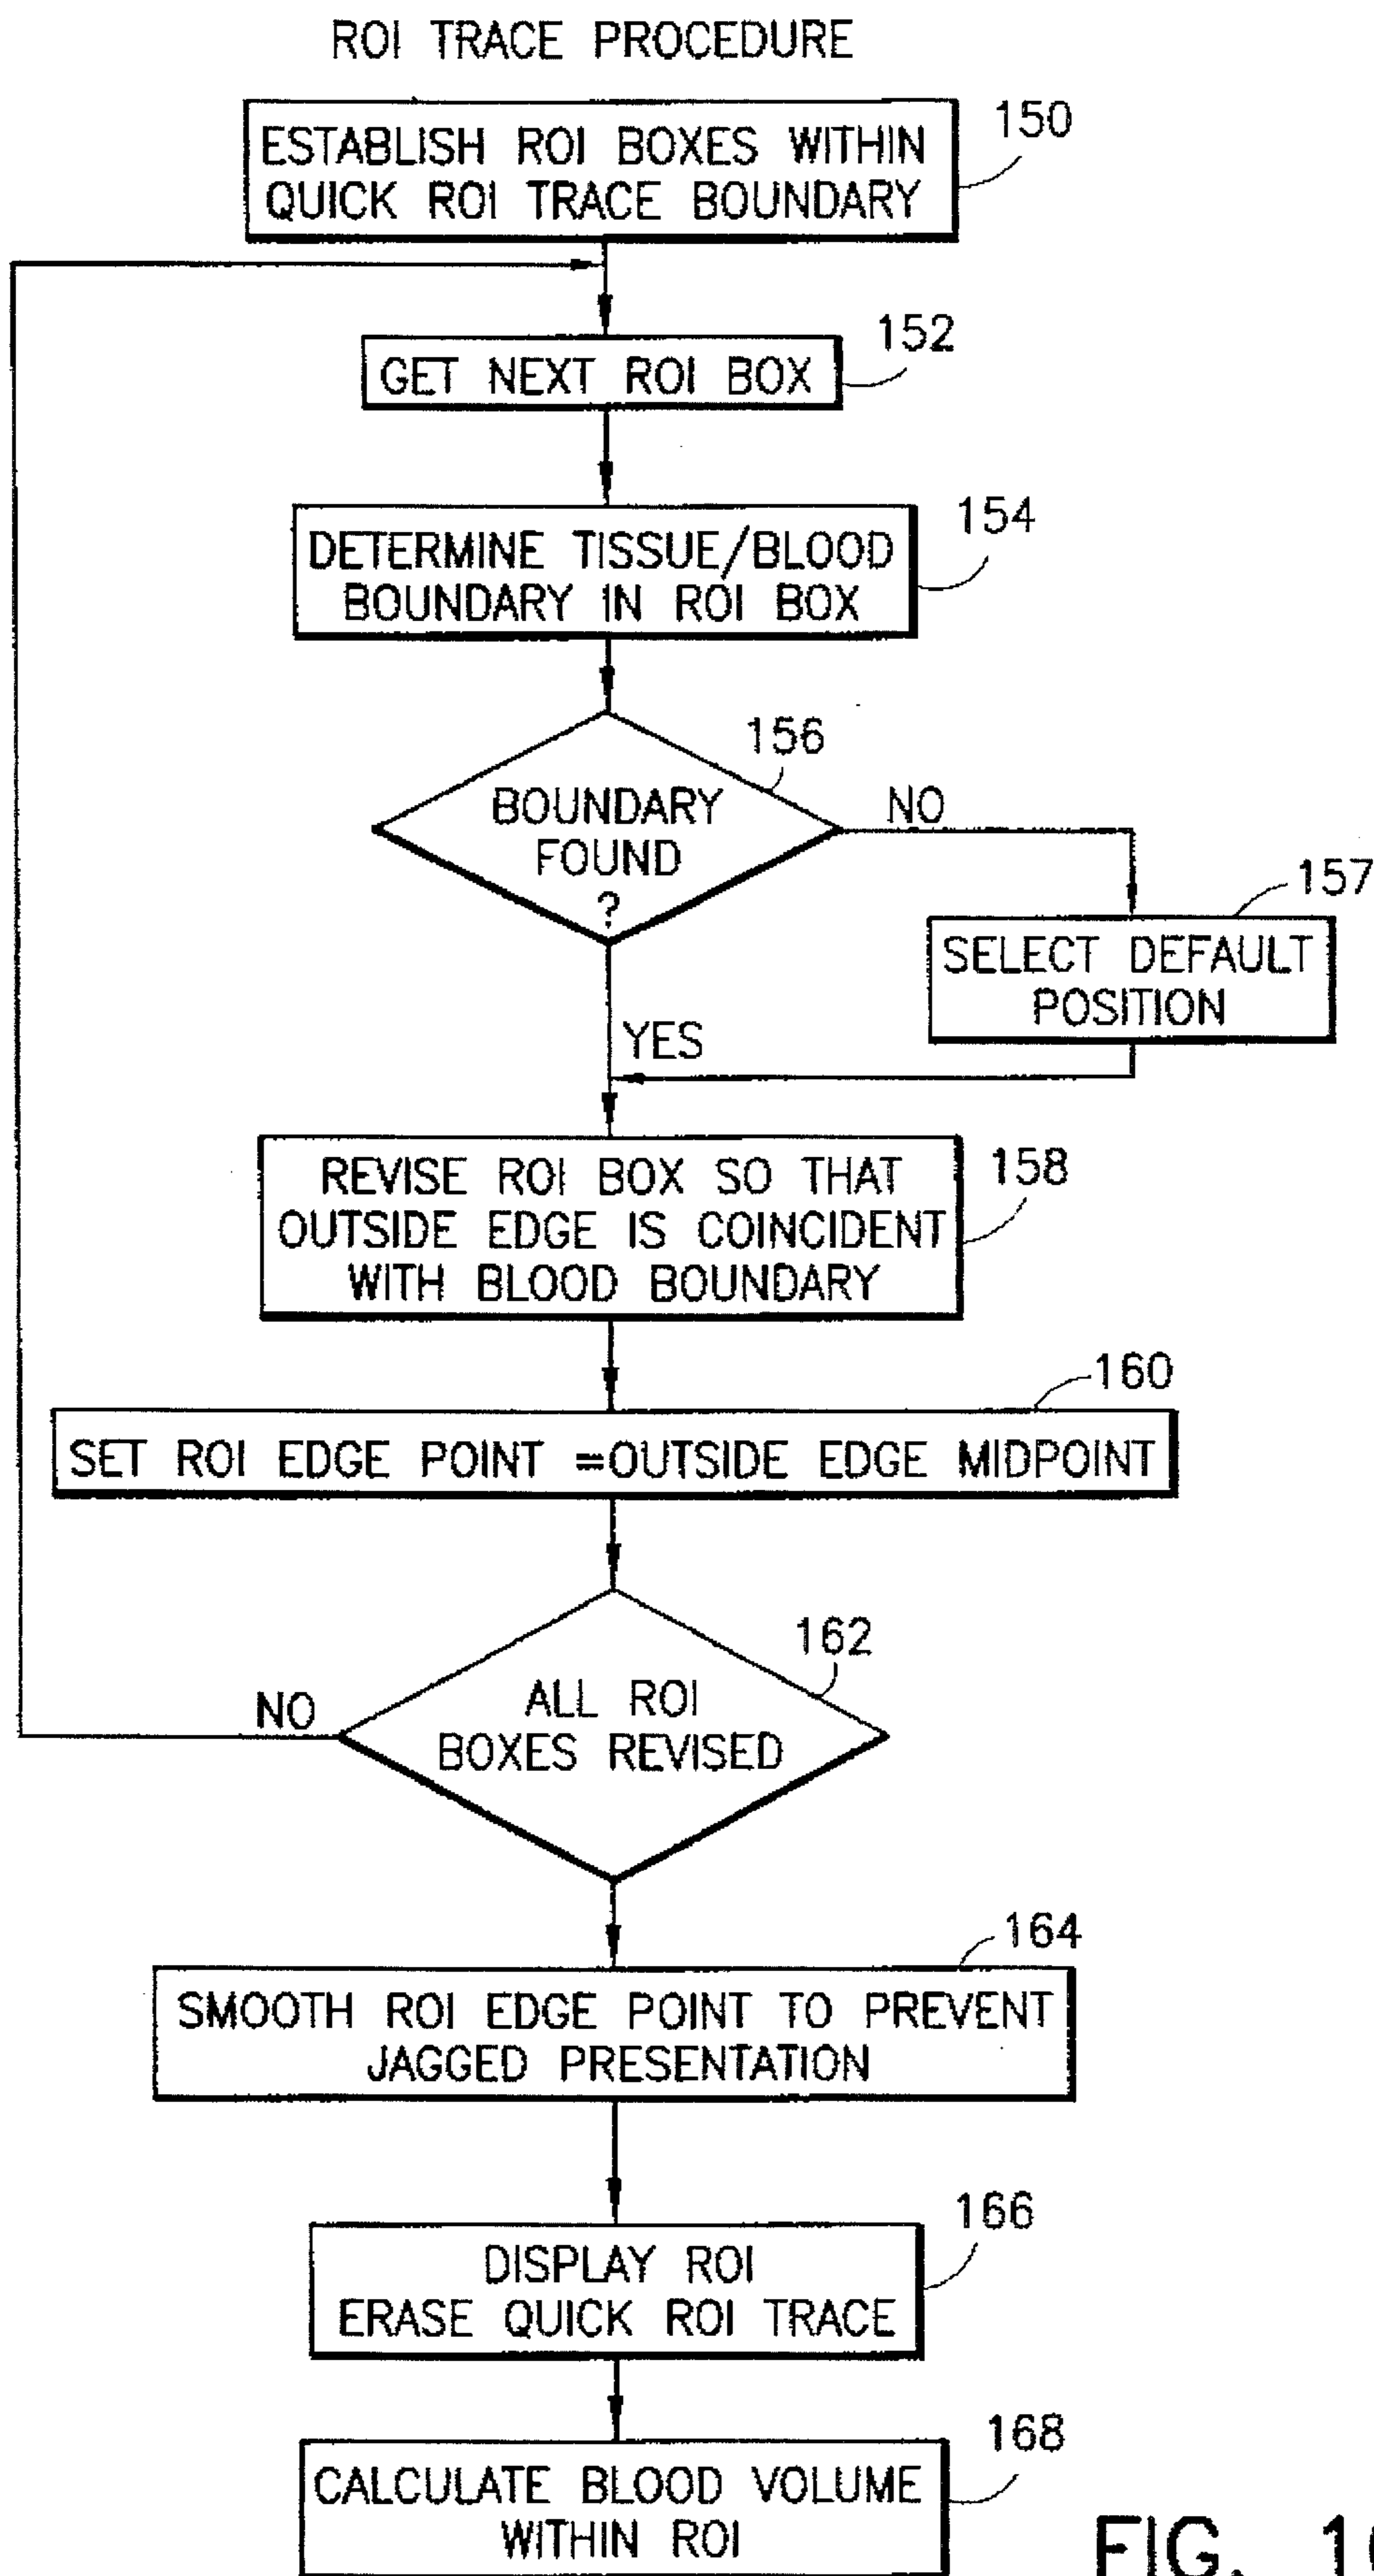 ROI TRACE PROCEDURE
150
ESTABLISH ROI BOXES WITHIN
QUICK ROI TRACE BOUNDARY
152
GET NEXT ROI BOX
154
DETERMINE TISSUE/BLOOD
BOUNDARY IN ROI BOX
156
BOUNDARY
FOUND
?
NO
157
SELECT DEFAULT
POSITION
YES
158
REVISE ROI BOX SO THAT
OUTSIDE EDGE IS COINCIDENT
WITH BLOOD BOUNDARY
160
SET ROI EDGE POINT =OUTSIDE EDGE MIDPOINT
162
ALL ROI
BOXES REVISED
NO
164
SMOOTH ROI EDGE POINT TO PREVENT
JAGGED PRESENTATION
166
DISPLAY ROI
ERASE QUICK ROI TRACE
168
CALCULATE BLOOD VOLUME
WITHIN ROI
FIG.